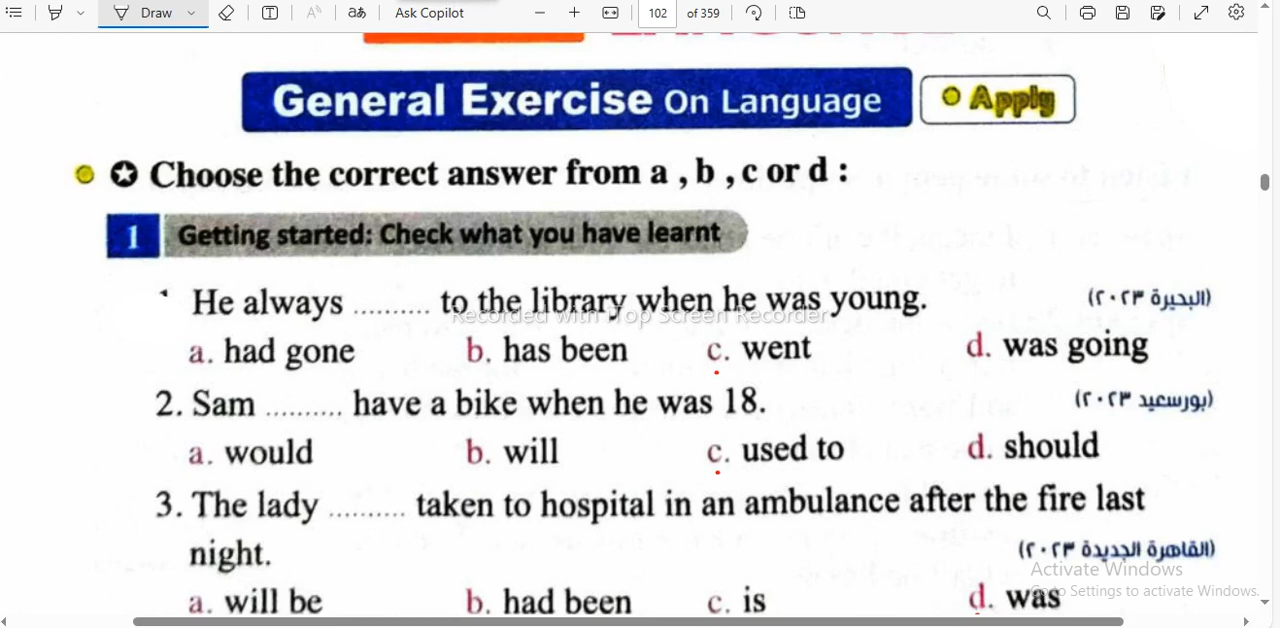 Draw
Ask Copilot
102 of 359
General Exercise On Language
Apply
Choose the correct answer from a , b , c or d :
1 Getting started: Check what you have learnt
He always .......... to the library when he was young. (البحيرة ٢٠٢٣)
Recorded with iTop Screen Recorder
a. had gone b. has been c. went d. was going
2. Sam .......... have a bike when he was 18. (بورسعيد ٢٠٢٣)
a. would b. will c. used to d. should
3. The lady .......... taken to hospital in an ambulance after the fire last
night. (القاهرة الجديدة ٢٠٢٣)
Activate Windows
Go to Settings to activate Windows.
a. will be b. had been c. is d. was